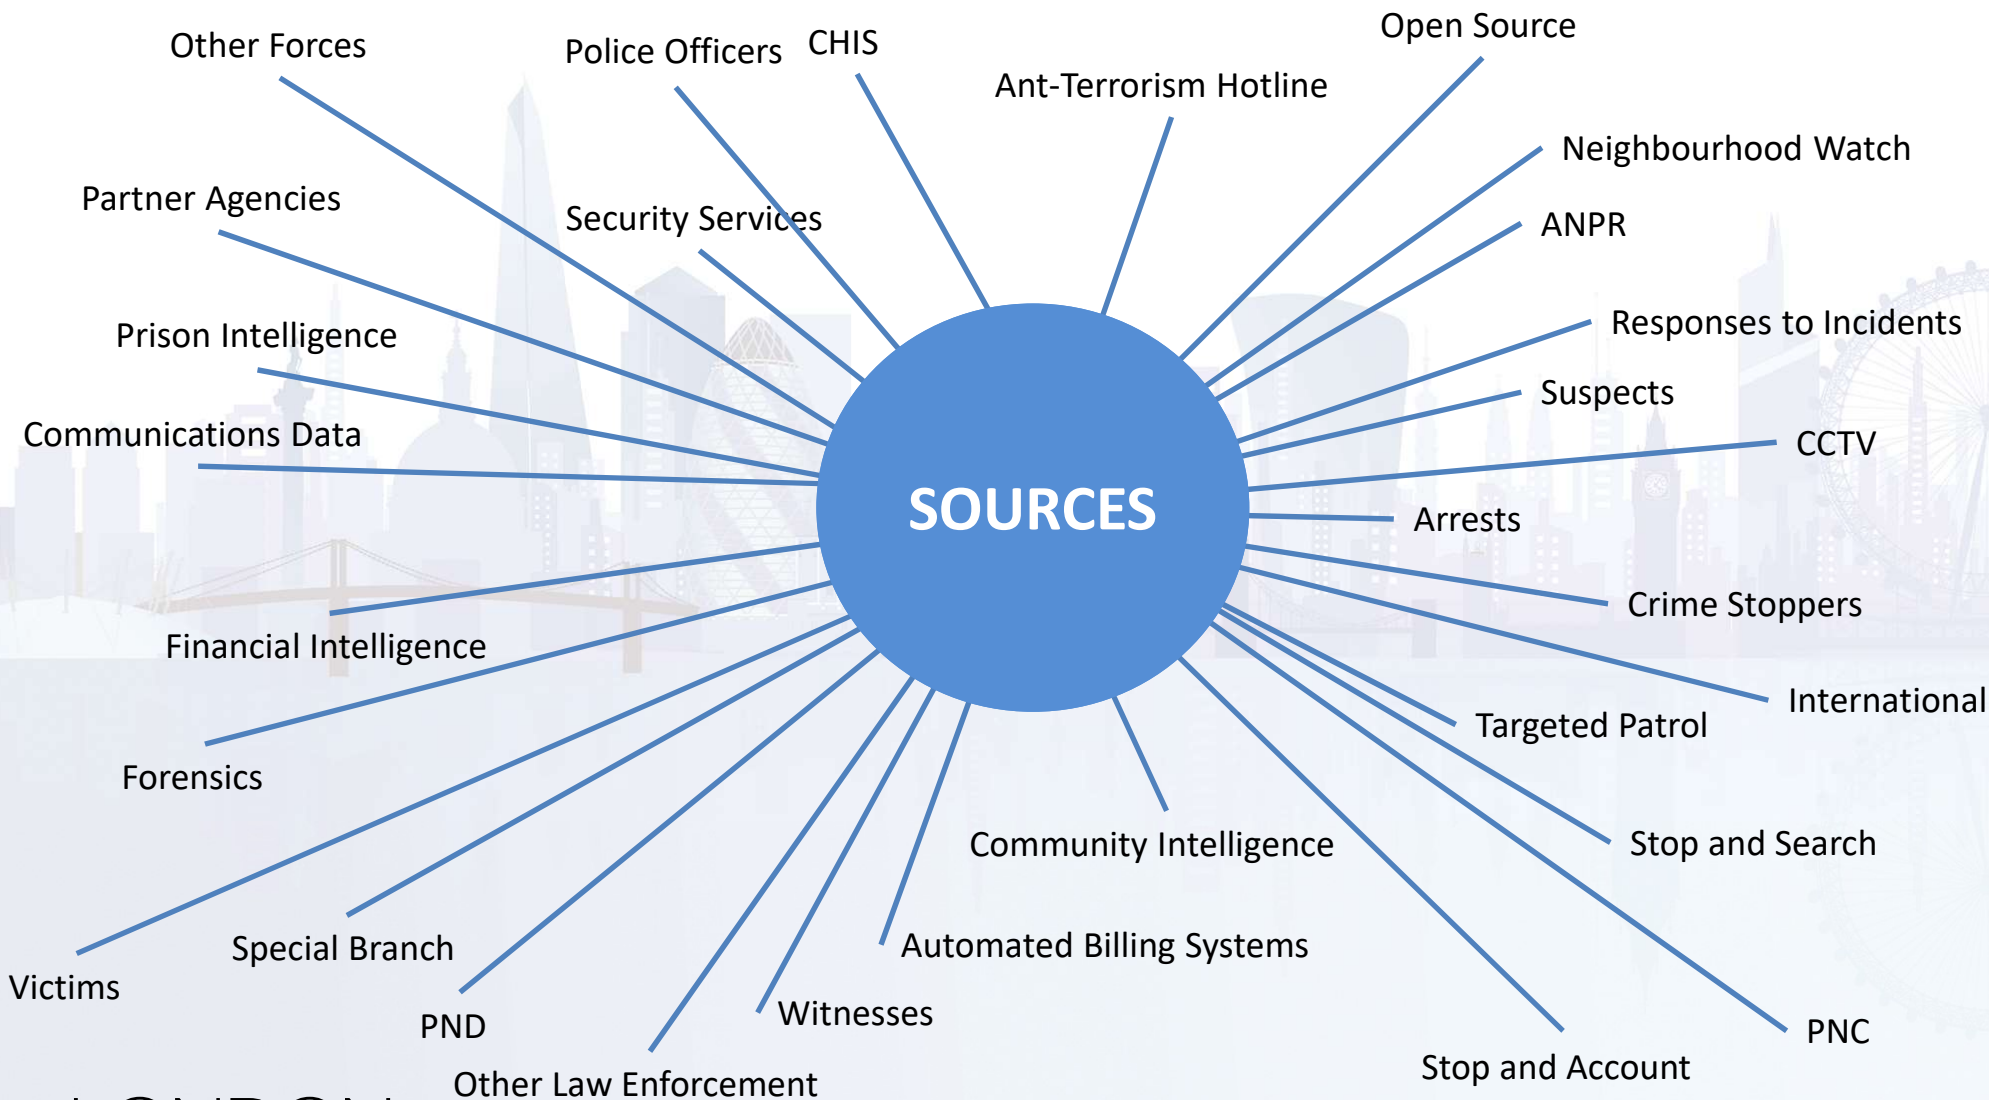 Open Source
Other Forces
Police Officers
CHIS
Ant-Terrorism Hotline
Neighbourhood Watch
Partner Agencies
Security Services
ANPR
Prison Intelligence
Responses to Incidents
Suspects
Communications Data
CCTV
SOURCES
Arrests
Crime Stoppers
Financial Intelligence
International
Targeted Patrol
Forensics
Community Intelligence
Stop and Search
Special Branch
Automated Billing Systems
Victims
Witnesses
PND
PNC
Stop and Account
Other Law Enforcement
LONDON